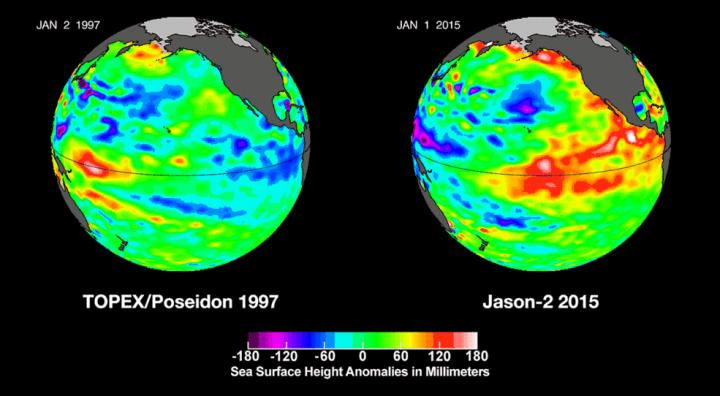 JAN 2 1997
JAN 1 2015
TOPEX/Poseidon 1997
Jason-2 2015
-180 -120 -60 0 60 120 180
Sea Surface Height Anomalies in Millimeters